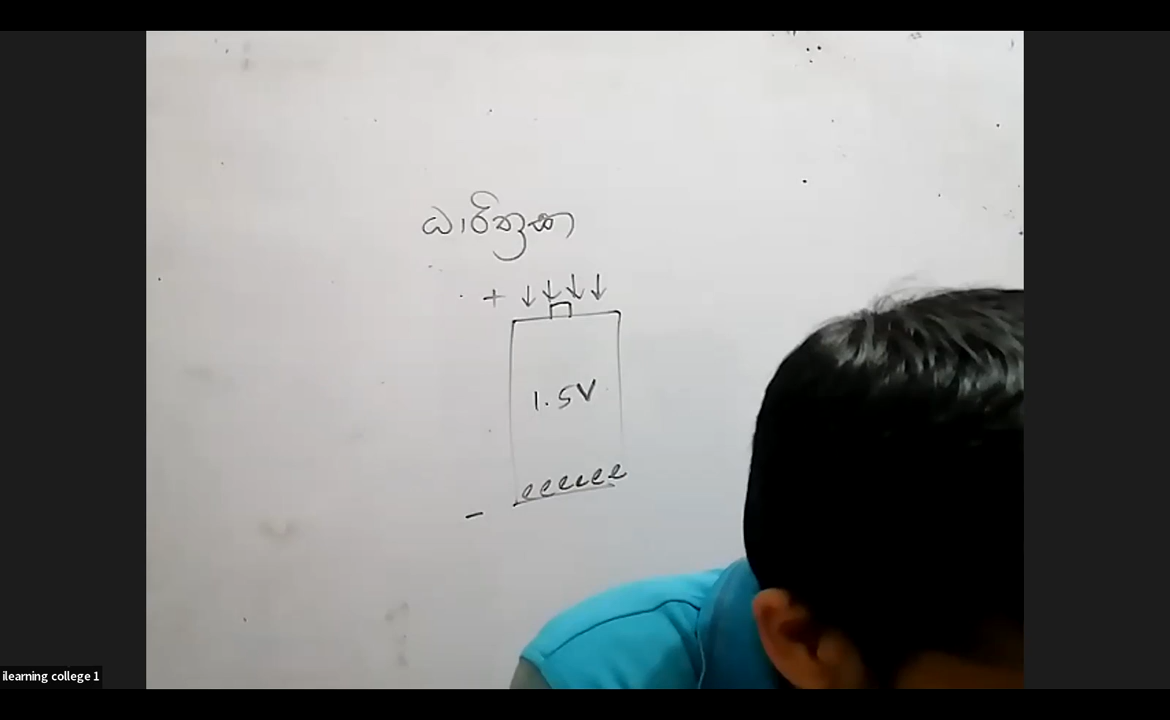 ධාරිත්‍රක
+ ↓ ↓ ↓ ↓
1.5V
eeeeee
-
ilearning college 1